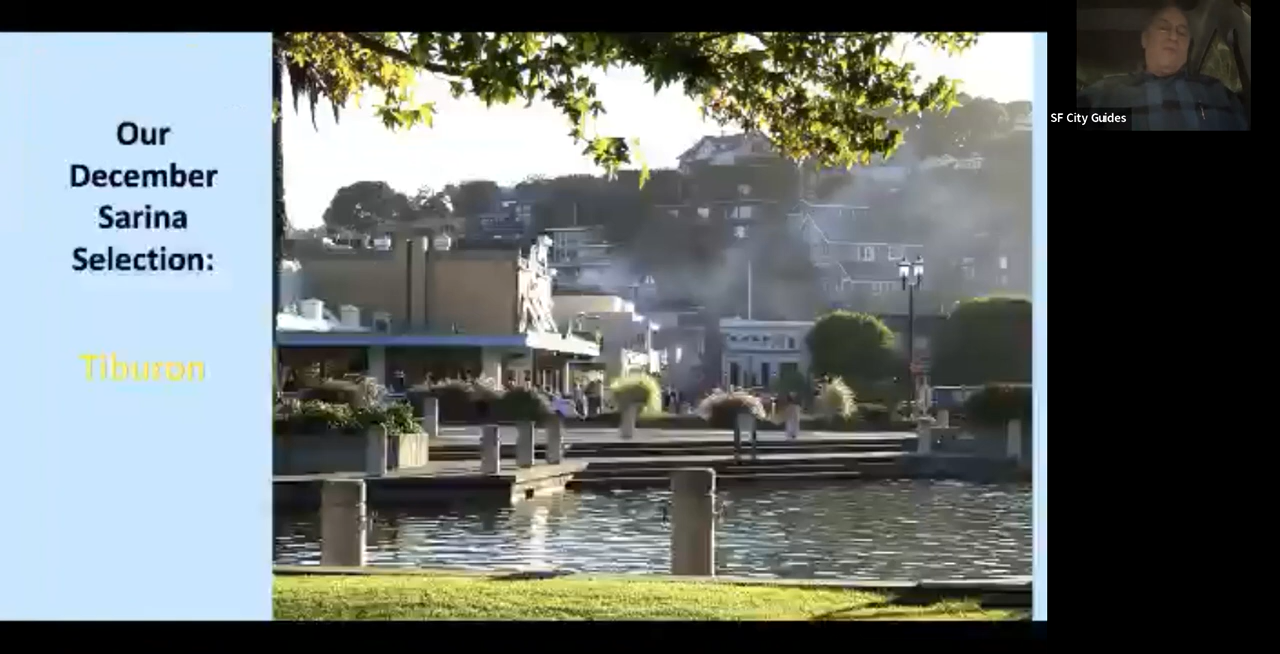 Our
December
Sarina
Selection:
Tiburon
SF City Guides